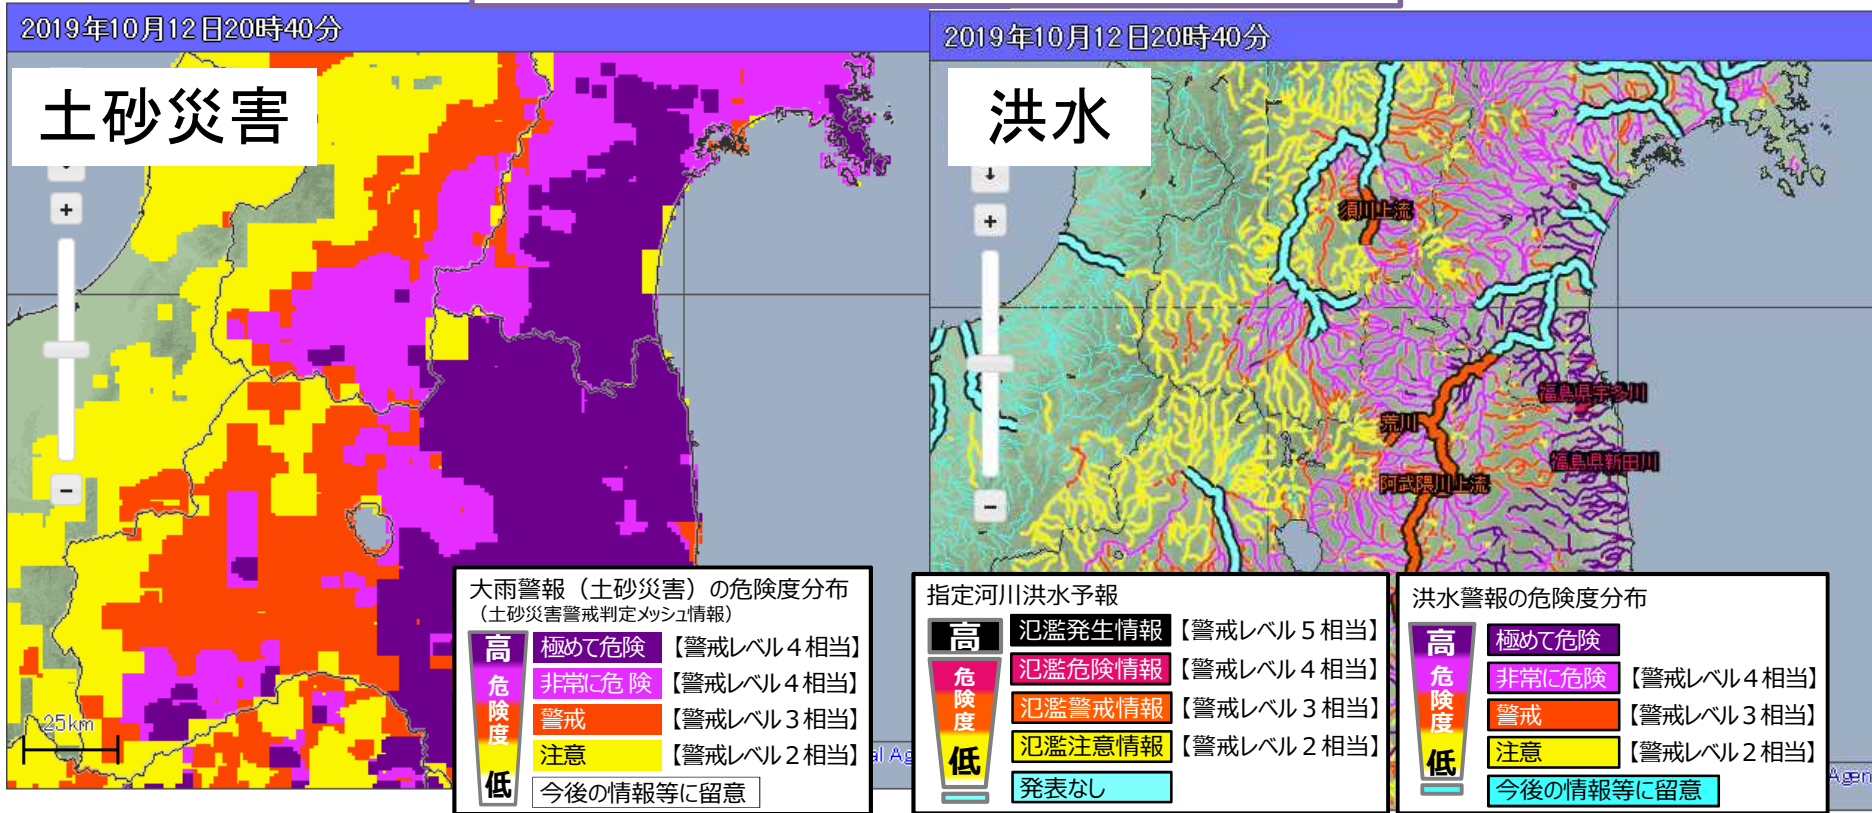 2019年10月12日20時40分
土砂災害
+
−
25km
大雨警報（土砂災害）の危険度分布
（土砂災害警戒判定メッシュ情報）
高
危険度
低
極めて危険 【警戒レベル４相当】
非常に危険 【警戒レベル４相当】
警戒 【警戒レベル３相当】
注意 【警戒レベル２相当】
今後の情報等に留意
al Ag
2019年10月12日20時40分
洪水
+
−
須川上流
福島県宇多川
荒川
福島県新田川
阿武隈川上流
指定河川洪水予報
高
危険度
低
氾濫発生情報 【警戒レベル５相当】
氾濫危険情報 【警戒レベル４相当】
氾濫警戒情報 【警戒レベル３相当】
氾濫注意情報 【警戒レベル２相当】
発表なし
洪水警報の危険度分布
高
危険度
低
極めて危険
非常に危険 【警戒レベル４相当】
警戒 【警戒レベル３相当】
注意 【警戒レベル２相当】
今後の情報等に留意
Agen